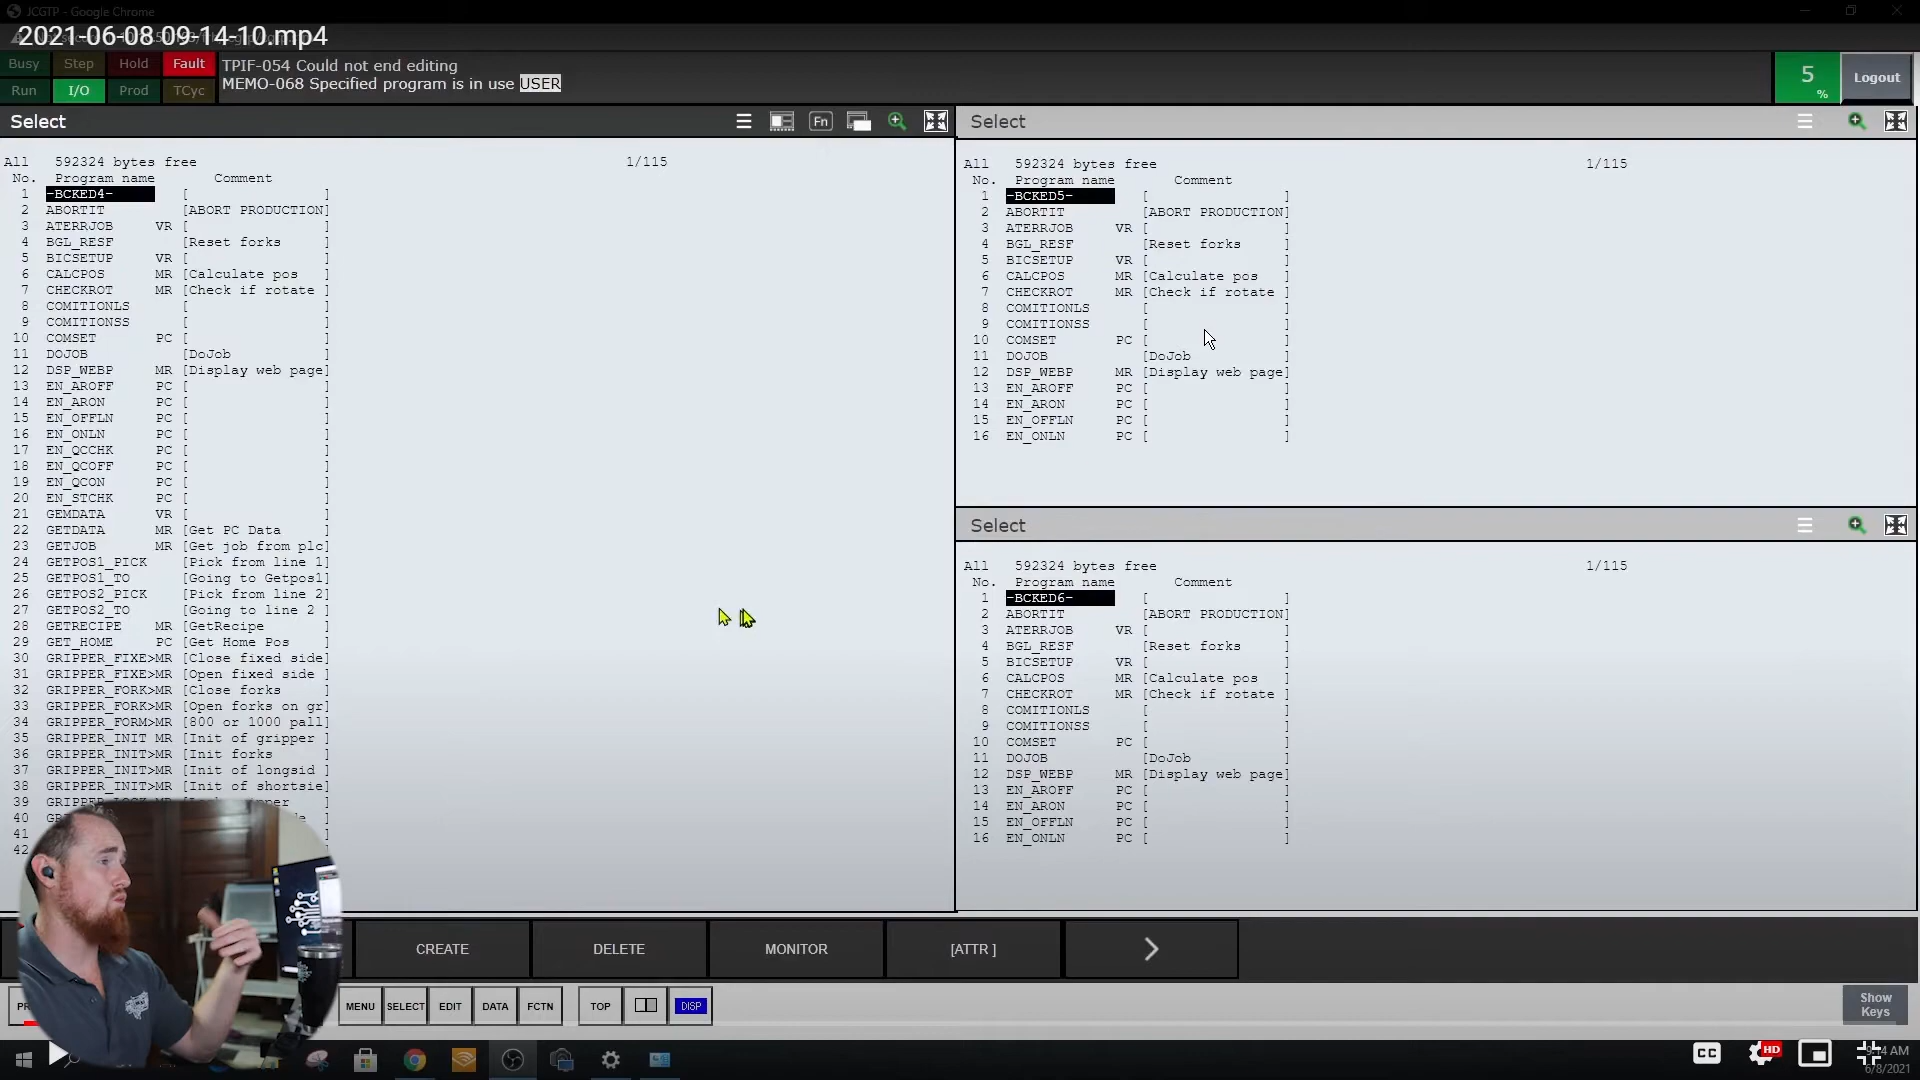 JCGTP - Google Chrome
2021-06-08 09-14-10.mp4
Busy Step Hold Fault
Run I/O Prod TCyc
TPIF-054 Could not end editing
MEMO-068 Specified program is in use USER
5 %
Logout
Select
All 592324 bytes free 1/115
No. Program name Comment
1 -BCKED4- [ ]
2 ABORTIT [ABORT PRODUCTION]
3 ATERRJOB VR [ ]
4 BGL_RESF [Reset forks ]
5 BICSETUP VR [ ]
6 CALCPOS MR [Calculate pos ]
7 CHECKROT MR [Check if rotate ]
8 COMITIONLS [ ]
9 COMITIONSS [ ]
10 COMSET PC [ ]
11 DOJOB [DoJob ]
12 DSP_WEBP MR [Display web page]
13 EN_AROFF PC [ ]
14 EN_ARON PC [ ]
15 EN_OFFLN PC [ ]
16 EN_ONLN PC [ ]
17 EN_QCCHK PC [ ]
18 EN_QCOFF PC [ ]
19 EN_QCON PC [ ]
20 EN_STCHK PC [ ]
21 GEMDATA VR [ ]
22 GETDATA MR [Get PC Data ]
23 GETJOB MR [Get job from plc]
24 GETPOS1_PICK [Pick from line 1]
25 GETPOS1_TO [Going to Getpos1]
26 GETPOS2_PICK [Pick from line 2]
27 GETPOS2_TO [Going to line 2 ]
28 GETRECIPE MR [GetRecipe ]
29 GET_HOME PC [Get Home Pos ]
30 GRIPPER_FIXE>MR [Close fixed side]
31 GRIPPER_FIXE>MR [Open fixed side ]
32 GRIPPER_FORK>MR [Close forks ]
33 GRIPPER_FORK>MR [Open forks on gr]
34 GRIPPER_FORM>MR [800 or 1000 pall]
35 GRIPPER_INIT MR [Init of gripper ]
36 GRIPPER_INIT>MR [Init forks ]
37 GRIPPER_INIT>MR [Init of longsid ]
38 GRIPPER_INIT>MR [Init of shortsie]
39
40
41
42
Fn
Select
All 592324 bytes free 1/115
No. Program name Comment
1 -BCKED5- [ ]
2 ABORTIT [ABORT PRODUCTION]
3 ATERRJOB VR [ ]
4 BGL_RESF [Reset forks ]
5 BICSETUP VR [ ]
6 CALCPOS MR [Calculate pos ]
7 CHECKROT MR [Check if rotate ]
8 COMITIONLS [ ]
9 COMITIONSS [ ]
10 COMSET PC [ ]
11 DOJOB [DoJob ]
12 DSP_WEBP MR [Display web page]
13 EN_AROFF PC [ ]
14 EN_ARON PC [ ]
15 EN_OFFLN PC [ ]
16 EN_ONLN PC [ ]
Select
All 592324 bytes free 1/115
No. Program name Comment
1 -BCKED6- [ ]
2 ABORTIT [ABORT PRODUCTION]
3 ATERRJOB VR [ ]
4 BGL_RESF [Reset forks ]
5 BICSETUP VR [ ]
6 CALCPOS MR [Calculate pos ]
7 CHECKROT MR [Check if rotate ]
8 COMITIONLS [ ]
9 COMITIONSS [ ]
10 COMSET PC [ ]
11 DOJOB [DoJob ]
12 DSP_WEBP MR [Display web page]
13 EN_AROFF PC [ ]
14 EN_ARON PC [ ]
15 EN_OFFLN PC [ ]
16 EN_ONLN PC [ ]
CREATE DELETE MONITOR [ATTR ]
MENU SELECT EDIT DATA FCTN TOP DISP
Show
Keys
CC HD
9:14 AM
6/8/2021